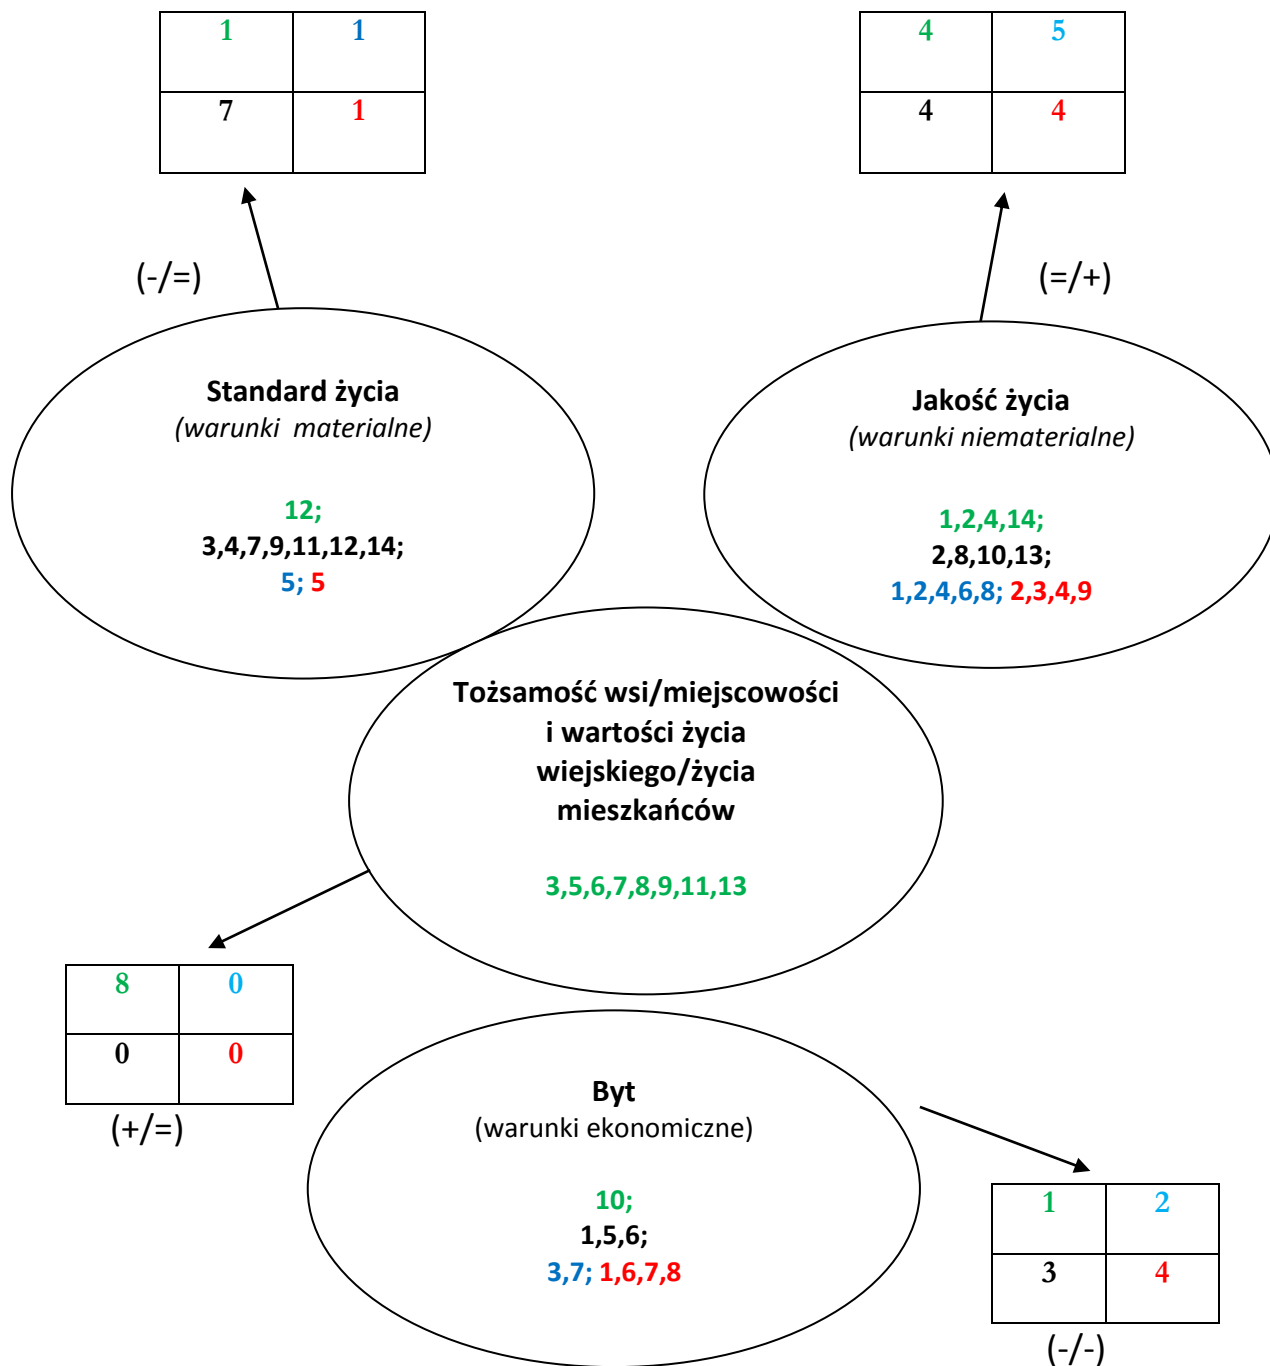 1 1
7 1
4 5
4 4
(-/=)
(=/+)
Standard życia
(warunki materialne)
12;
3,4,7,9,11,12,14;
5; 5
Jakość życia
(warunki niematerialne)
1,2,4,14;
2,8,10,13;
1,2,4,6,8; 2,3,4,9
Tożsamość wsi/miejscowości
i wartości życia
wiejskiego/życia
mieszkańców
3,5,6,7,8,9,11,13
8 0
0 0
(+/=)
Byt
(warunki ekonomiczne)
10;
1,5,6;
3,7; 1,6,7,8
1 2
3 4
(-/-)